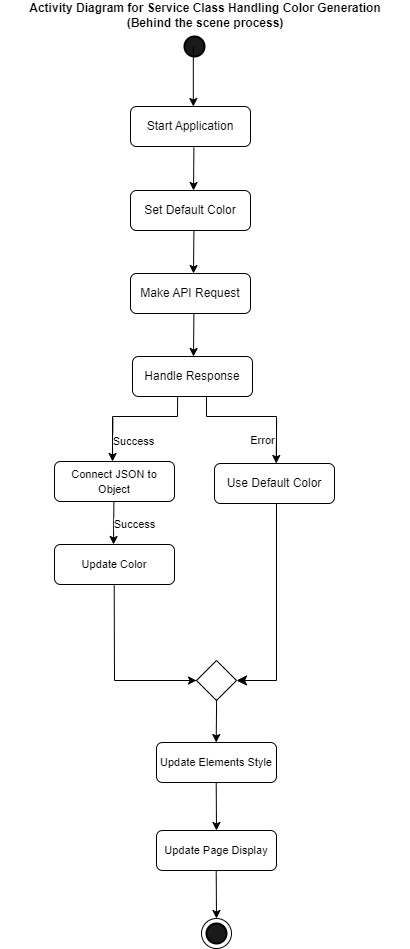 Activity Diagram for Service Class Handling Color Generation
(Behind the scene process)
Start Application
Set Default Color
Make API Request
Handle Response
Success
Error
Connect JSON to
Object
Use Default Color
Success
Update Color
Update Elements Style
Update Page Display